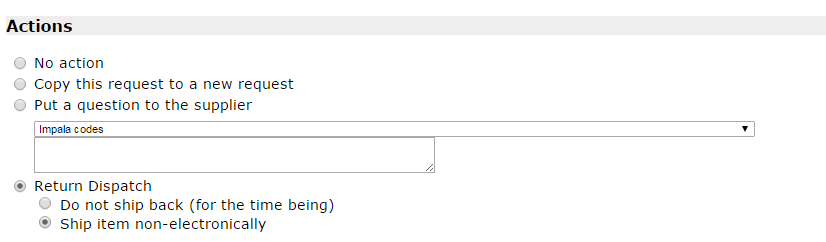 Actions
No action
Copy this request to a new request
Put a question to the supplier
Impala codes
Return Dispatch
Do not ship back (for the time being)
Ship item non-electronically